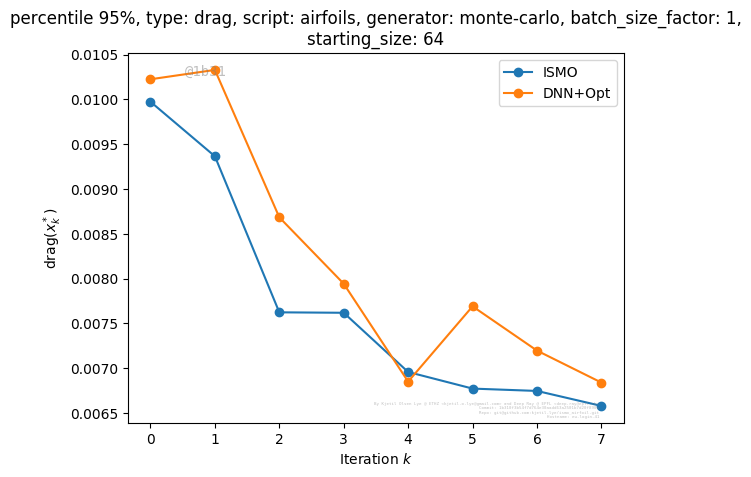 percentile 95%, type: drag, script: airfoils, generator: monte-carlo, batch_size_factor: 1,
starting_size: 64
ISMO
DNN+Opt
0.0105
0.0100
0.0095
0.0090
0.0085
0.0080
0.0075
0.0070
0.0065
drag(x*k)
0 1 2 3 4 5 6 7
Iteration k